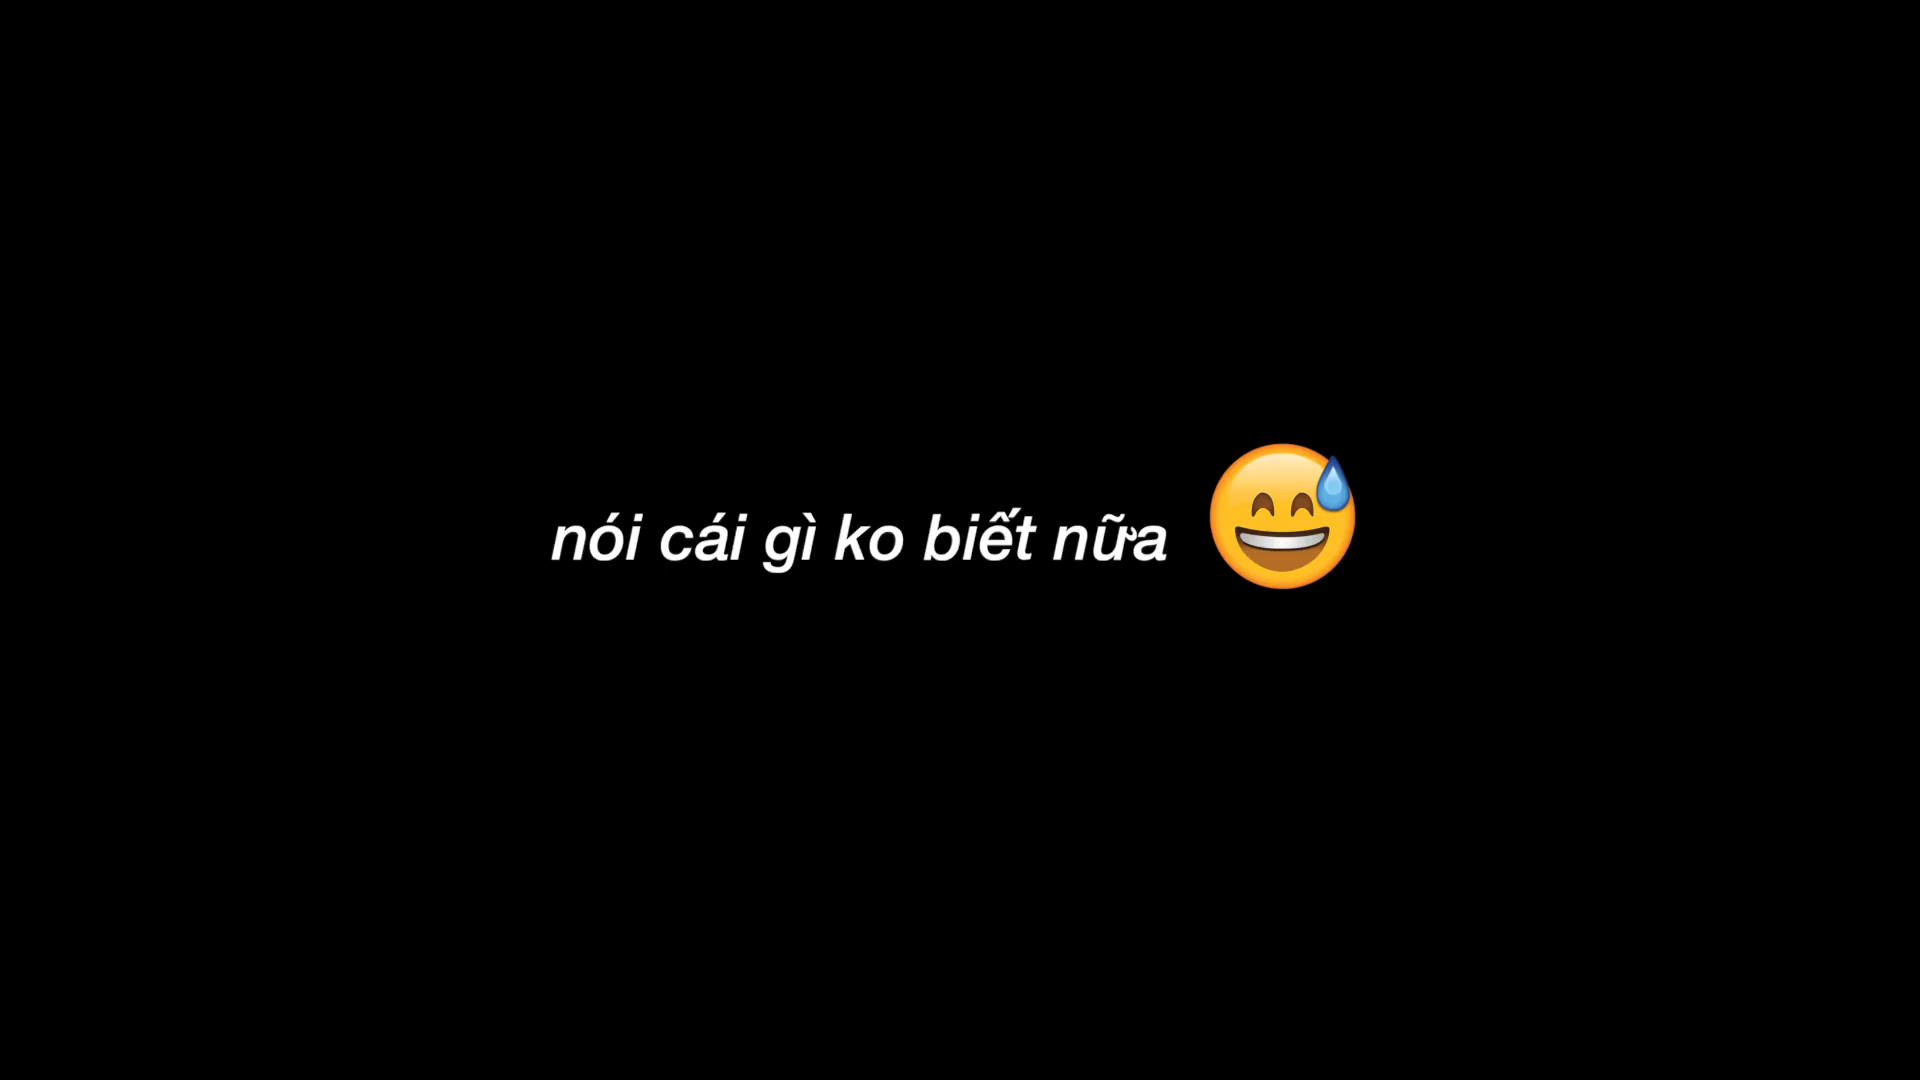 nói cái gì ko biết nữa 😅